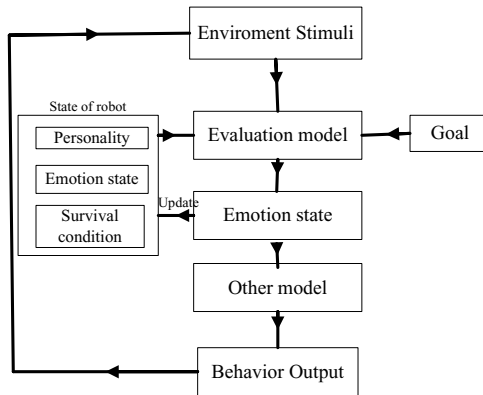 Enviroment Stimuli
State of robot
Personality
Evaluation model
Goal
Emotion state
Update
Emotion state
Survival
condition
Other model
Behavior Output